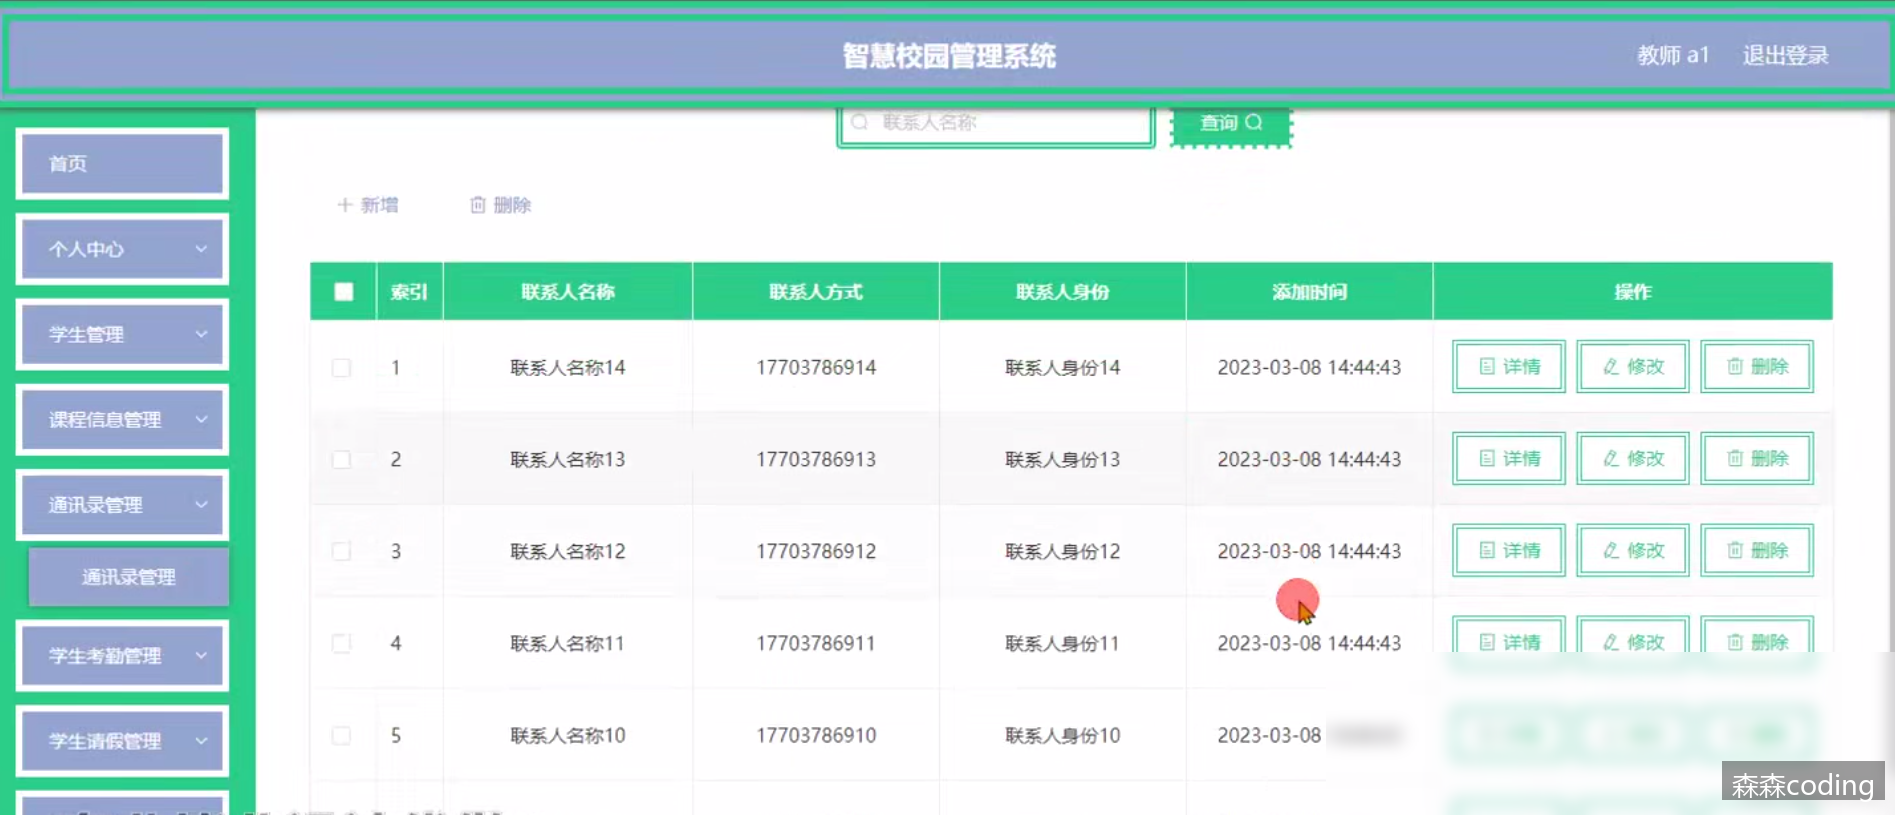 智慧校园管理系统
教师 a1 退出登录
联系人名称 查询
首页
个人中心
学生管理
课程信息管理
通讯录管理
通讯录管理
学生考勤管理
学生请假管理
新增 删除
索引 联系人名称 联系人方式 联系人身份 添加时间 操作
1 联系人名称14 17703786914 联系人身份14 2023-03-08 14:44:43 详情 修改 删除
2 联系人名称13 17703786913 联系人身份13 2023-03-08 14:44:43 详情 修改 删除
3 联系人名称12 17703786912 联系人身份12 2023-03-08 14:44:43 详情 修改 删除
4 联系人名称11 17703786911 联系人身份11 2023-03-08 14:44:43 详情 修改 删除
5 联系人名称10 17703786910 联系人身份10 2023-03-08
森森coding